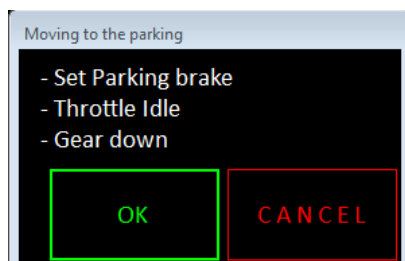 Moving to the parking
- Set Parking brake
- Throttle Idle
- Gear down
OK
CANCEL